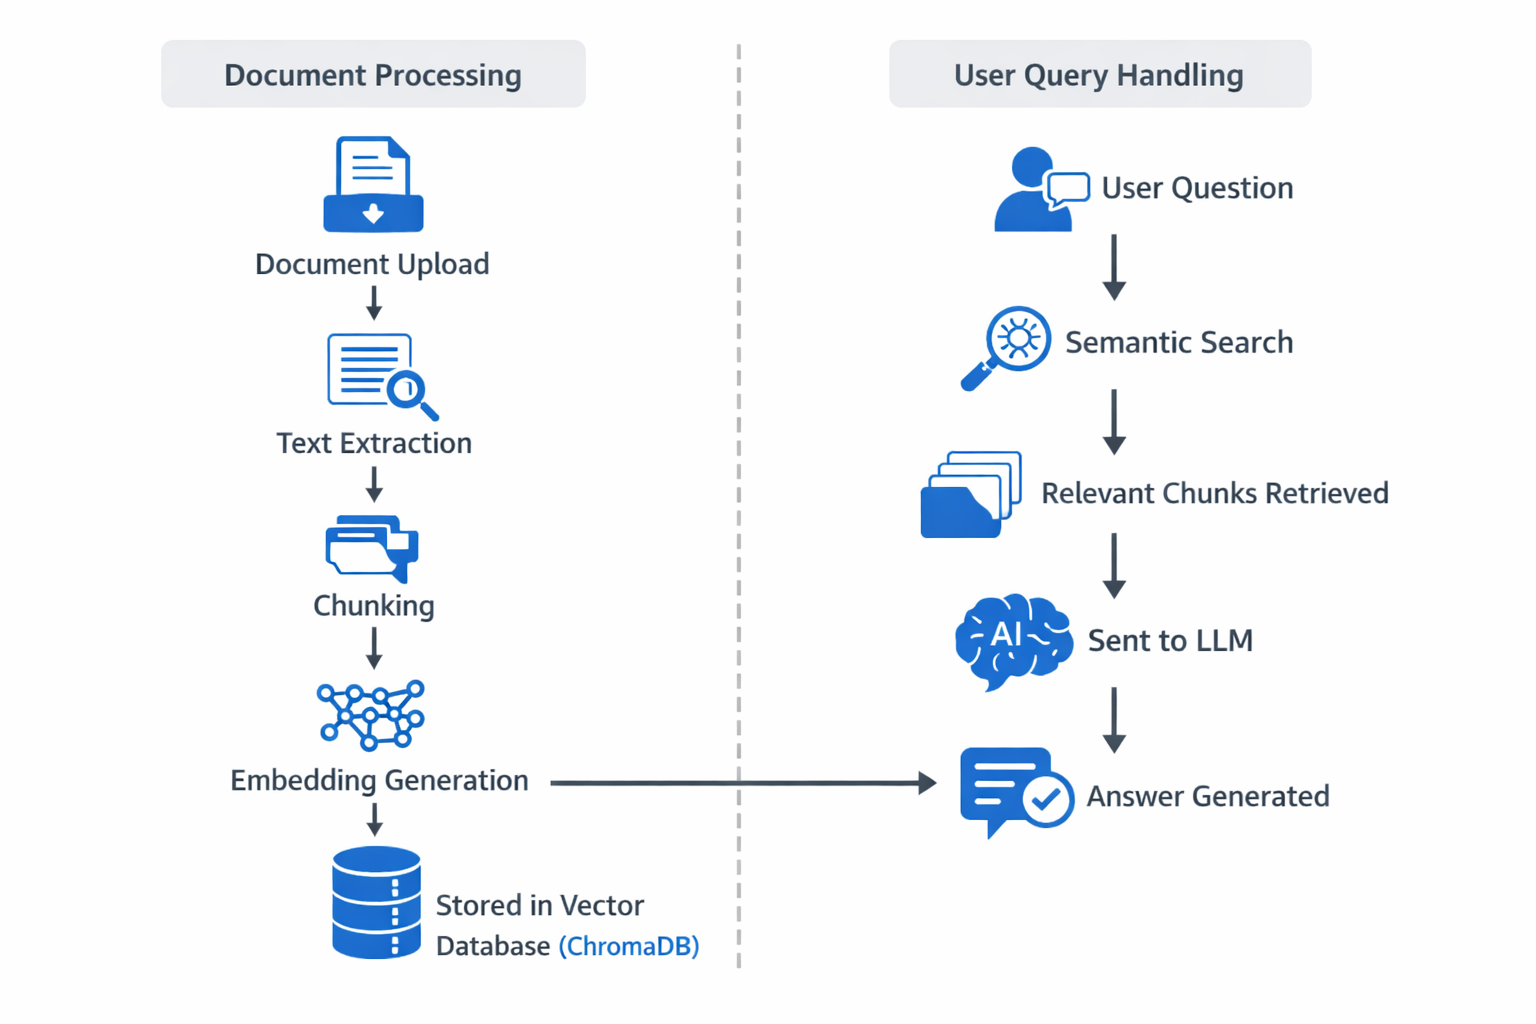 Document Processing
Document Upload
Text Extraction
Chunking
Embedding Generation
Stored in Vector
Database (ChromaDB)
User Query Handling
User Question
Semantic Search
Relevant Chunks Retrieved
AI
Sent to LLM
Answer Generated